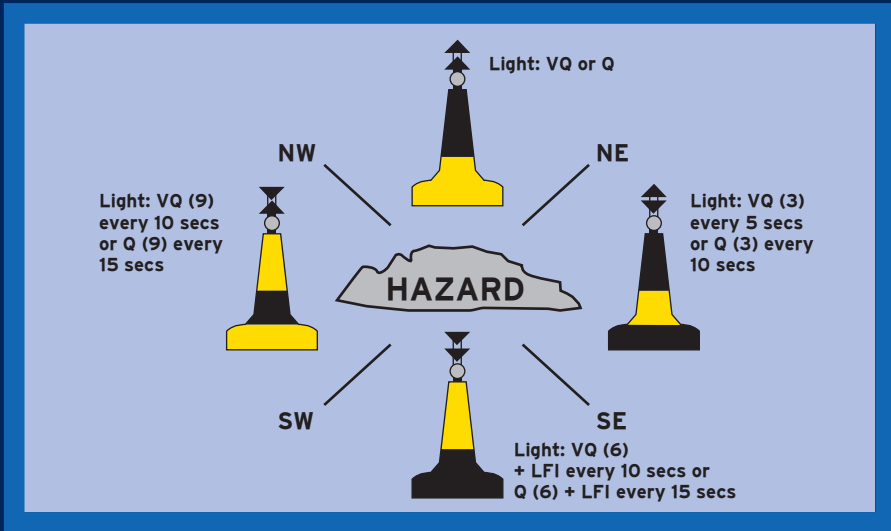 Light: VQ or Q
NW
NE
Light: VQ (9)
every 10 secs
or Q (9) every
15 secs
Light: VQ (3)
every 5 secs
or Q (3) every
10 secs
HAZARD
SW
SE
Light: VQ (6)
+ LFI every 10 secs or
Q (6) + LFI every 15 secs